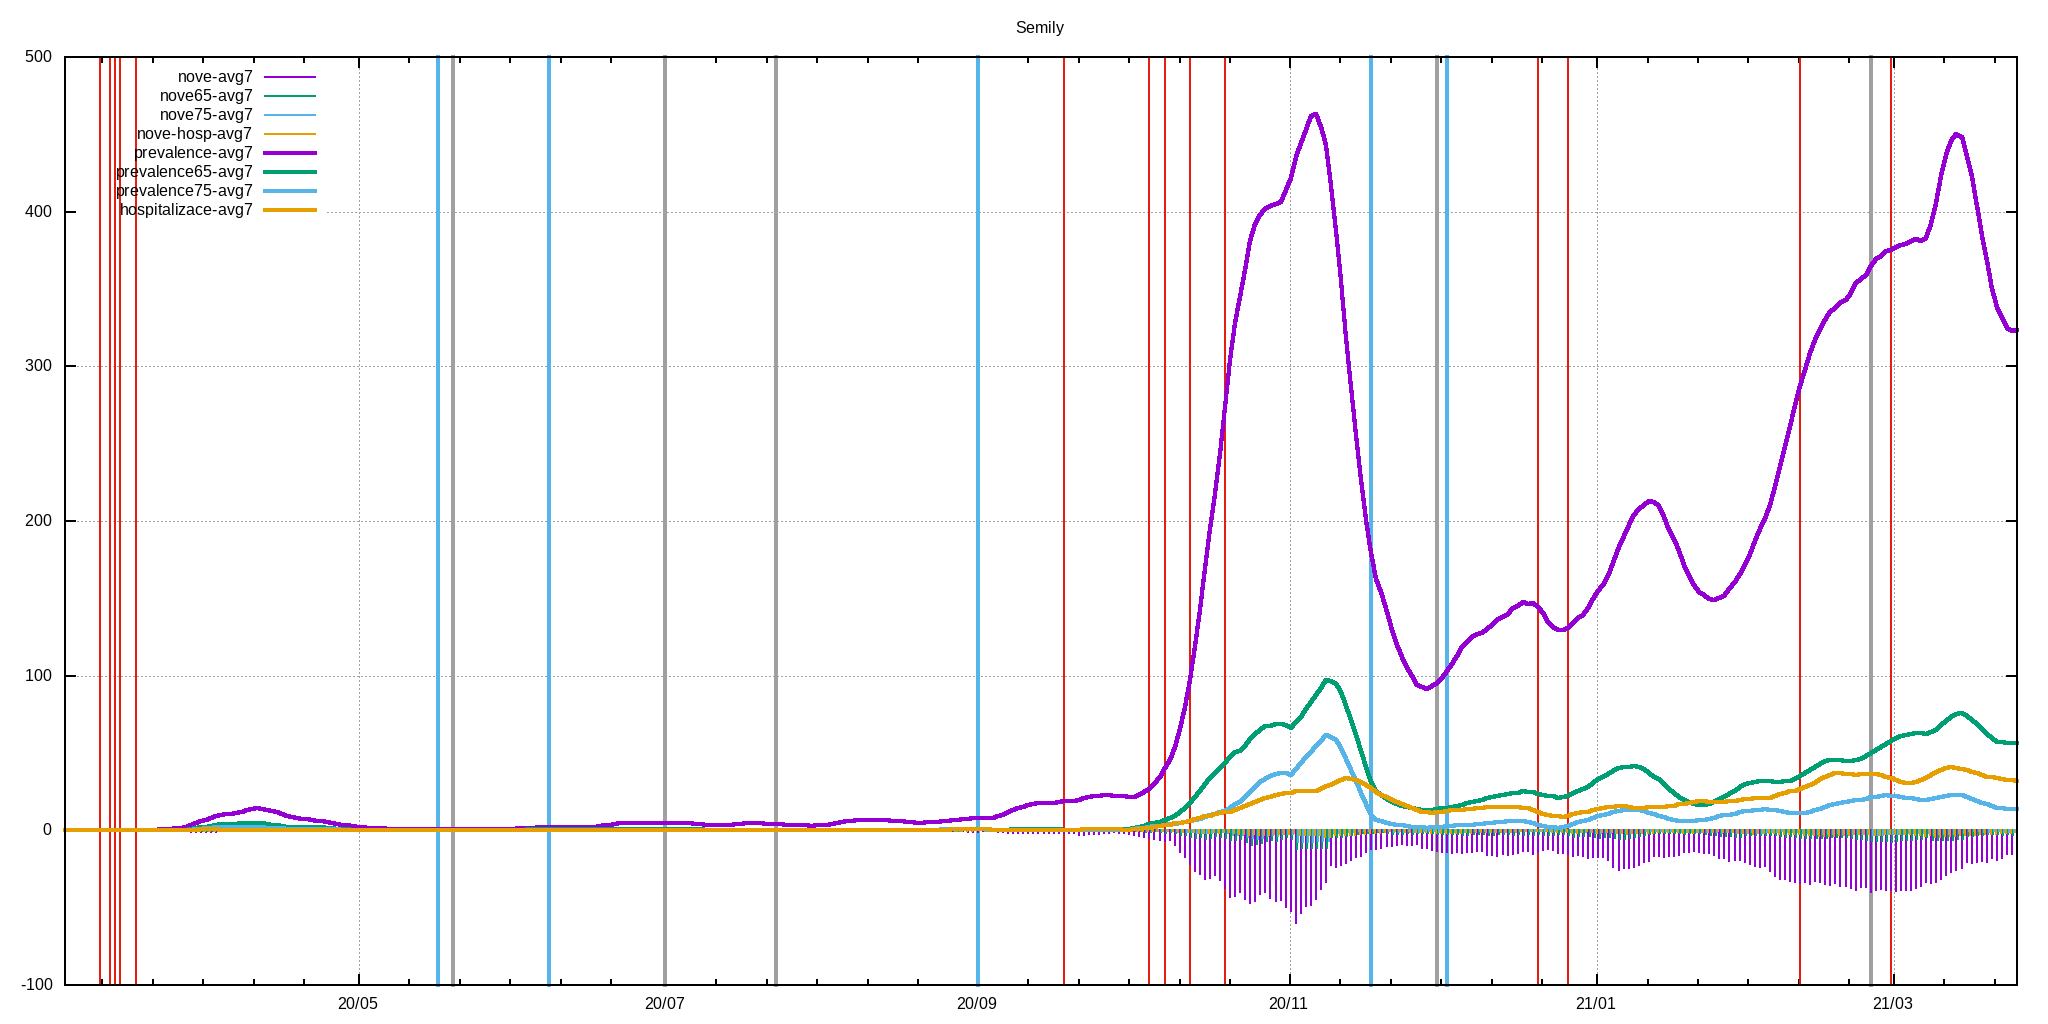 Semily
500
nove-avg7
nove65-avg7
nove75-avg7
nove-hosp-avg7
prevalence-avg7
prevalence65-avg7
prevalence75-avg7
hospitalizace-avg7
400
300
200
100
0
-100
20/05
20/07
20/09
20/11
21/01
21/03